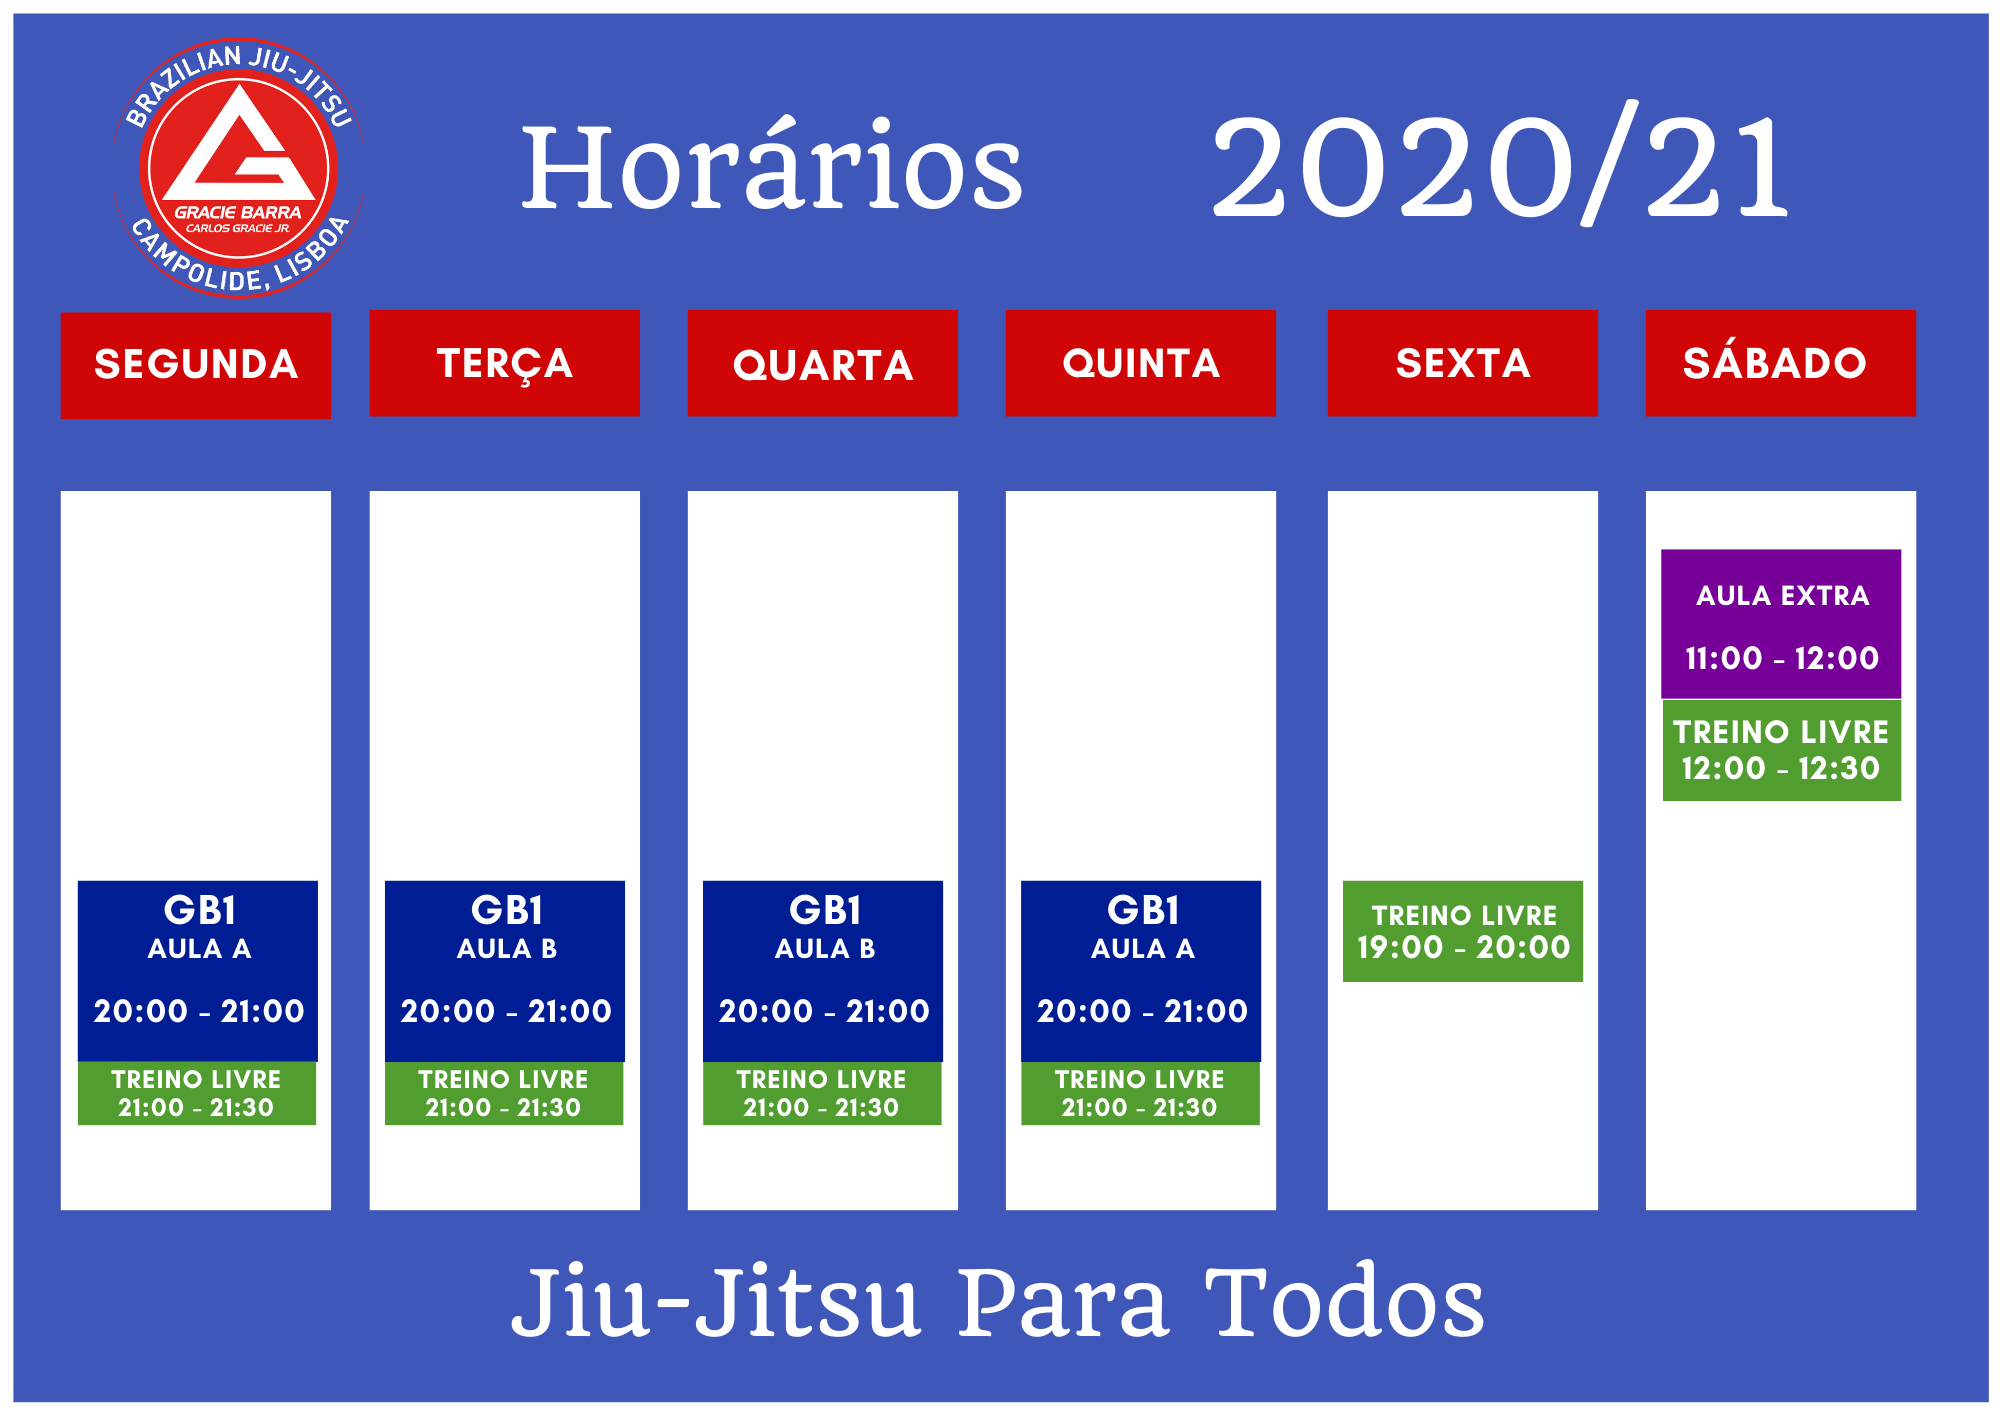 BRAZILIAN JIU-JITSU
GRACIE BARRA
CARLOS GRACIE JR.
CAMPOLIDE, LISBOA
Horários 2020/21
SEGUNDA
TERÇA
QUARTA
QUINTA
SEXTA
SÁBADO
GB1
AULA A
20:00 - 21:00
TREINO LIVRE
21:00 - 21:30
GB1
AULA B
20:00 - 21:00
TREINO LIVRE
21:00 - 21:30
GB1
AULA B
20:00 - 21:00
TREINO LIVRE
21:00 - 21:30
GB1
AULA A
20:00 - 21:00
TREINO LIVRE
21:00 - 21:30
TREINO LIVRE
19:00 - 20:00
AULA EXTRA
11:00 - 12:00
TREINO LIVRE
12:00 - 12:30
Jiu-Jitsu Para Todos